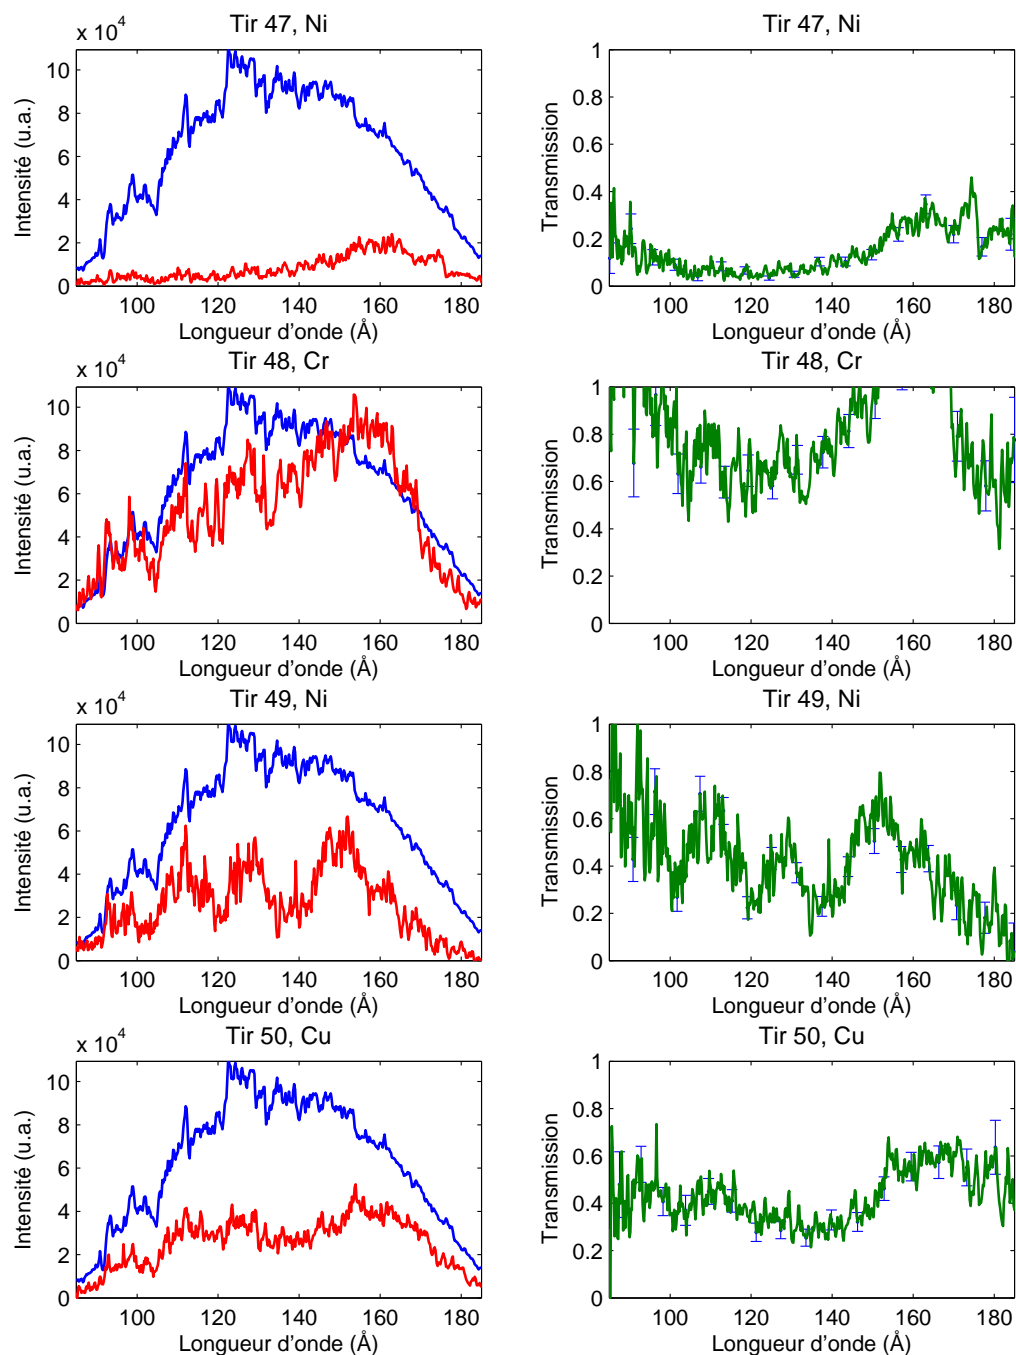 Tir 47, Ni
x 10^4
Intensité (u.a.)
10
8
6
4
2
0
100 120 140 160 180
Longueur d'onde (Å)
Tir 47, Ni
Transmission
1
0.8
0.6
0.4
0.2
0
100 120 140 160 180
Longueur d'onde (Å)
Tir 48, Cr
x 10^4
Intensité (u.a.)
10
8
6
4
2
0
100 120 140 160 180
Longueur d'onde (Å)
Tir 48, Cr
Transmission
1
0.8
0.6
0.4
0.2
0
100 120 140 160 180
Longueur d'onde (Å)
Tir 49, Ni
x 10^4
Intensité (u.a.)
10
8
6
4
2
0
100 120 140 160 180
Longueur d'onde (Å)
Tir 49, Ni
Transmission
1
0.8
0.6
0.4
0.2
0
100 120 140 160 180
Longueur d'onde (Å)
Tir 50, Cu
x 10^4
Intensité (u.a.)
10
8
6
4
2
0
100 120 140 160 180
Longueur d'onde (Å)
Tir 50, Cu
Transmission
1
0.8
0.6
0.4
0.2
0
100 120 140 160 180
Longueur d'onde (Å)